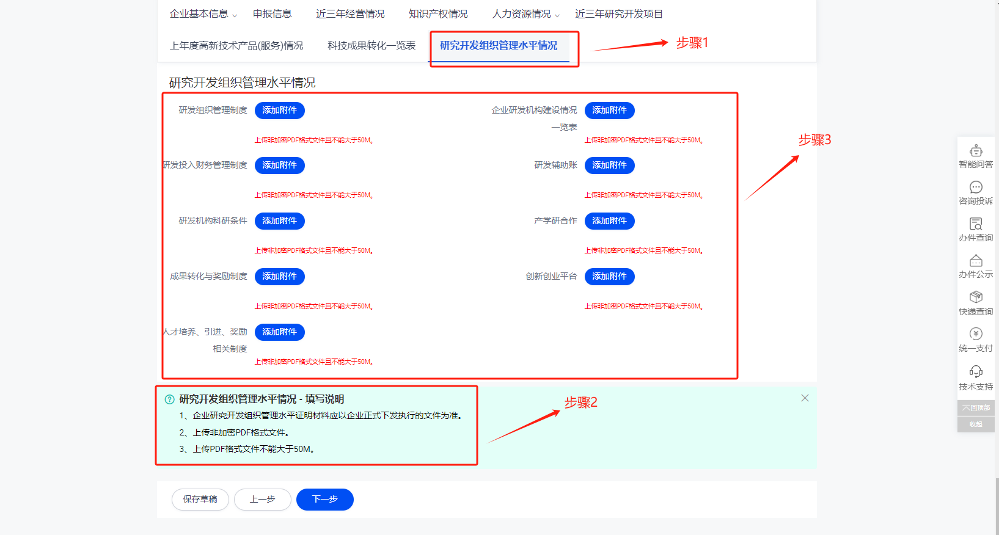 企业基本信息 申报信息 近三年经营情况 知识产权情况 人力资源情况 近三年研究开发项目
上年度高新技术产品(服务)情况 科技成果转化一览表 研究开发组织管理水平情况 步骤1
研究开发组织管理水平情况
研发组织管理制度 添加附件 企业研发机构建设情况 添加附件
一览表
上传非加密PDF格式文件且不能大于50M。 上传非加密PDF格式文件且不能大于50M。
步骤3
研发投入财务管理制度 添加附件 研发辅助账 添加附件
上传非加密PDF格式文件且不能大于50M。 上传非加密PDF格式文件且不能大于50M。
研发机构科研条件 添加附件 产学研合作 添加附件
上传非加密PDF格式文件且不能大于50M。 上传非加密PDF格式文件且不能大于50M。
成果转化与奖励制度 添加附件 创新创业平台 添加附件
上传非加密PDF格式文件且不能大于50M。 上传非加密PDF格式文件且不能大于50M。
人才培养、引进、奖励 添加附件
相关制度
上传非加密PDF格式文件且不能大于50M。
研究开发组织管理水平情况 - 填写说明 步骤2
1、企业研究开发组织管理水平证明材料应以企业正式下发执行的文件为准。
2、上传非加密PDF格式文件。
3、上传PDF格式文件不能大于50M。
保存草稿 上一步 下一步
智能问答
咨询投诉
办件查询
办件公示
快递查询
统一支付
技术支持
回顶部
收起